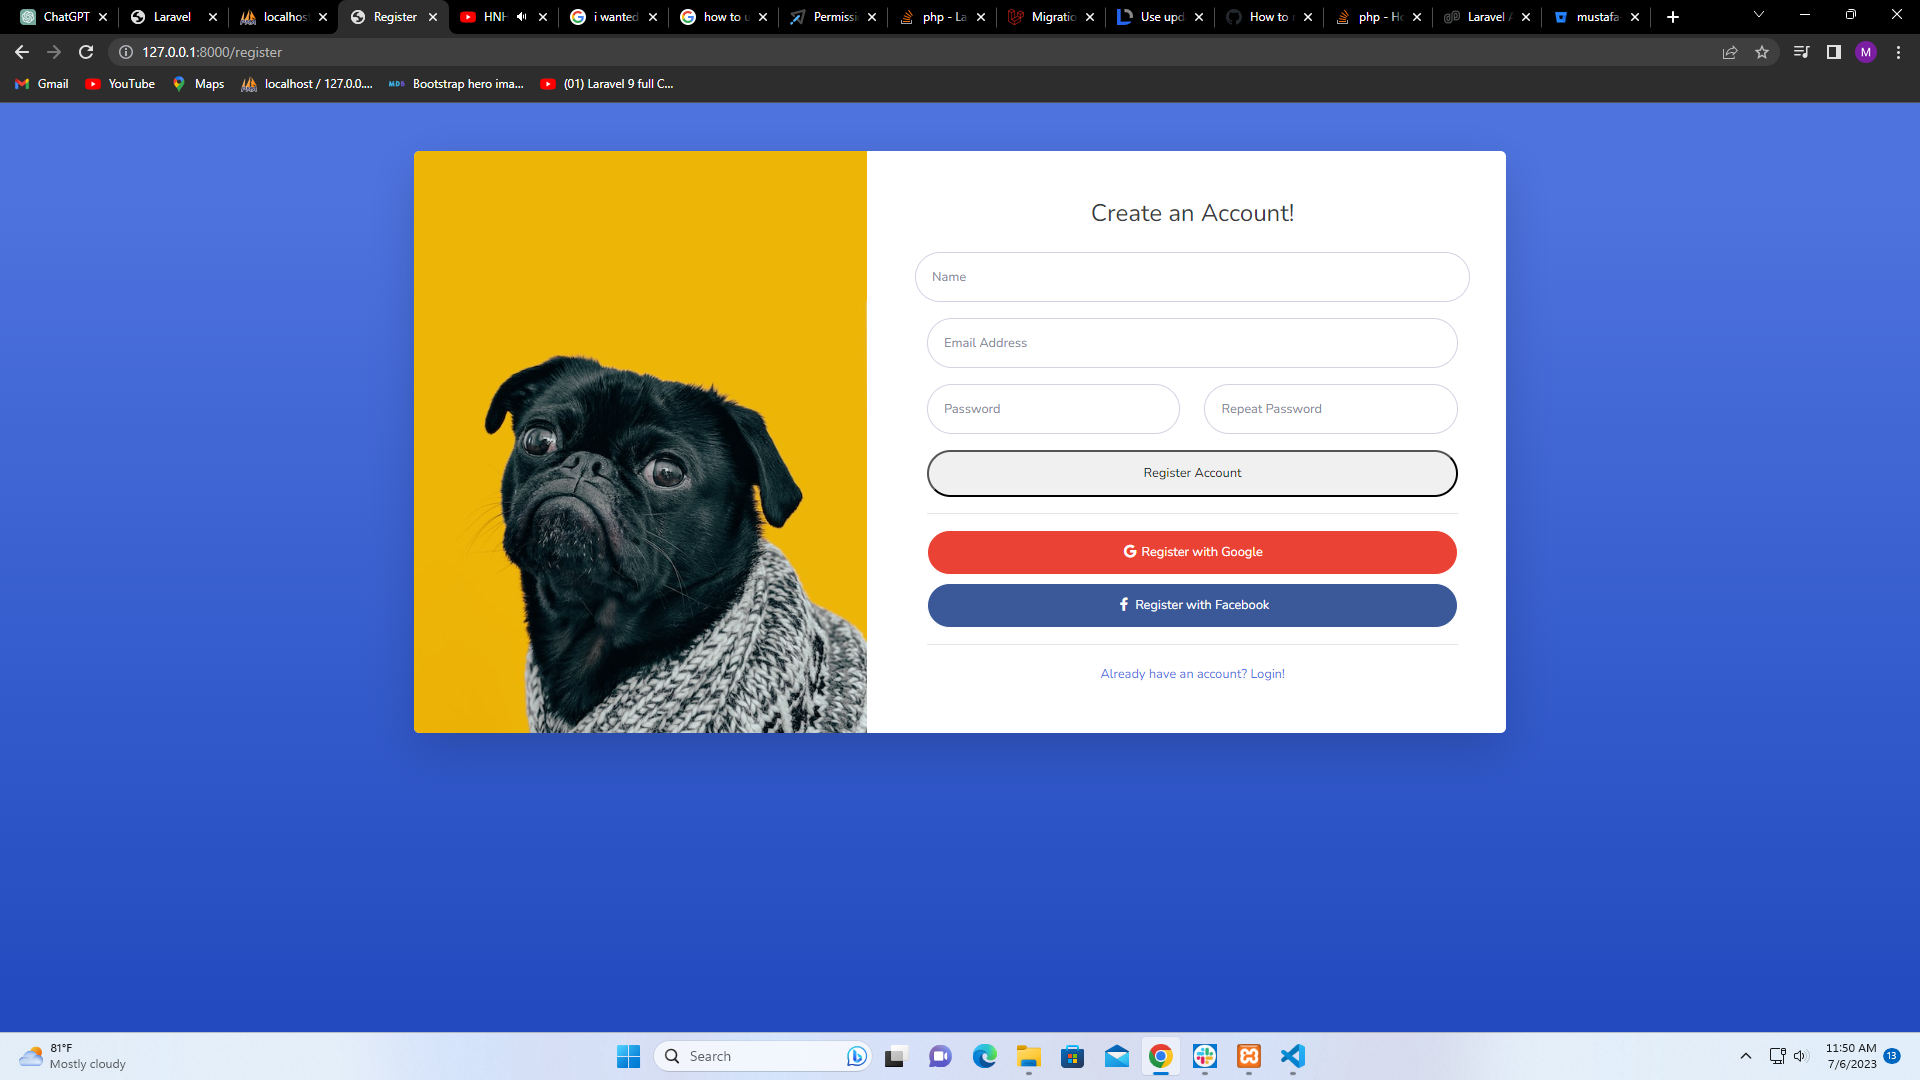 ChatGPT
Laravel
localhos
Register
HNH
i wanted
how to u
Permissi
php - La
Migratio
Use upd
How to r
php - Ho
Laravel A
mustafa
127.0.0.1:8000/register
M
Gmail
YouTube
Maps
localhost / 127.0.0....
MDB
Bootstrap hero ima...
(01) Laravel 9 full C...
Create an Account!
Name
Email Address
Password
Repeat Password
Register Account
Register with Google
Register with Facebook
Already have an account? Login!
81°F
Mostly cloudy
Search
11:50 AM
7/6/2023
13